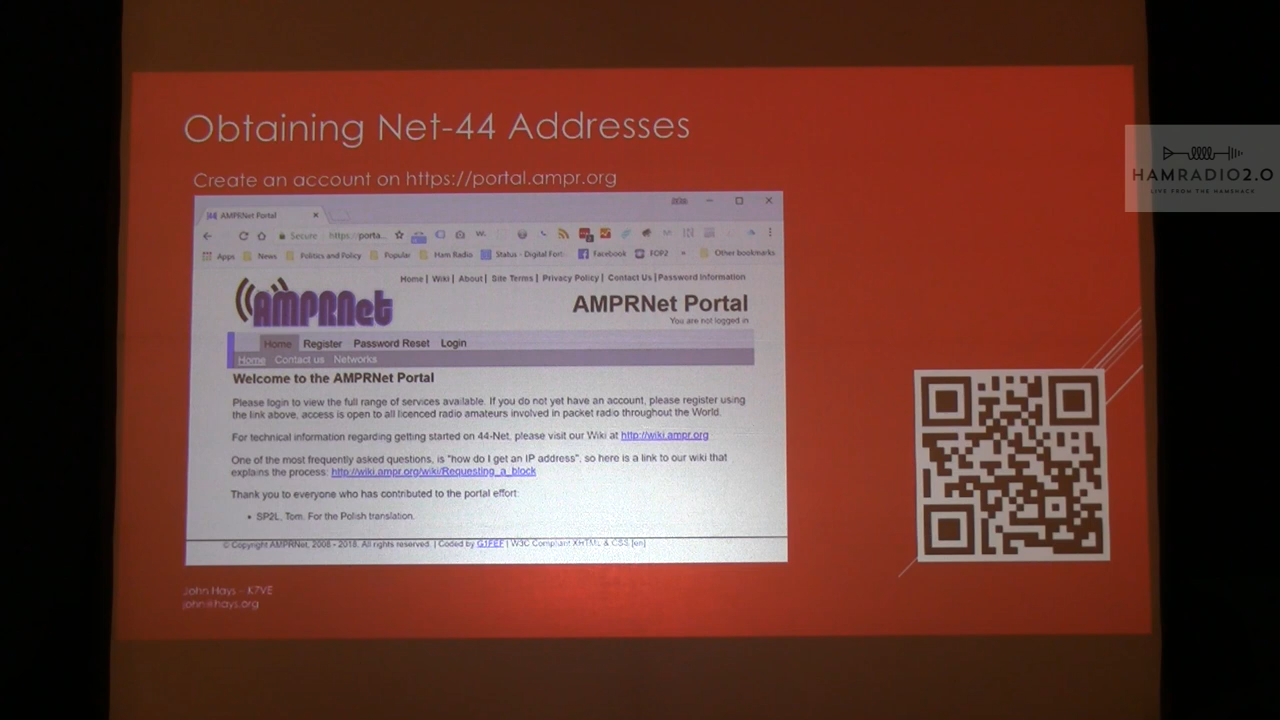 Obtaining Net-44 Addresses
Create an account on https://portal.ampr.org
AMPRNet Portal
Secure https://porta...
Apps News Politics and Policy Popular Ham Radio Status - Digital Fort Facebook FOP2 » Other bookmarks
Home | Wiki | About | Site Terms | Privacy Policy | Contact Us | Password Information
AMPRNet
AMPRNet Portal
You are not logged in
Home Register Password Reset Login
Home Contact us Networks
Welcome to the AMPRNet Portal
Please login to view the full range of services available. If you do not yet have an account, please register using
the link above, access is open to all licenced radio amateurs involved in packet radio throughout the World.
For technical information regarding getting started on 44-Net, please visit our Wiki at http://wiki.ampr.org
One of the most frequently asked questions, is "how do I get an IP address", so here is a link to our wiki that
explains the process: http://wiki.ampr.org/wiki/Requesting_a_block
Thank you to everyone who has contributed to the portal effort:
• SP2L, Tom. For the Polish translation.
© Copyright AMPRNet, 2006 - 2018. All rights reserved. | Coded by G1FEF | W3C Compliant XHTML & CSS [en]
John Hays - K7VE
john@hays.org
HAMRADIO2.0
LIVE FROM THE HAMSHACK